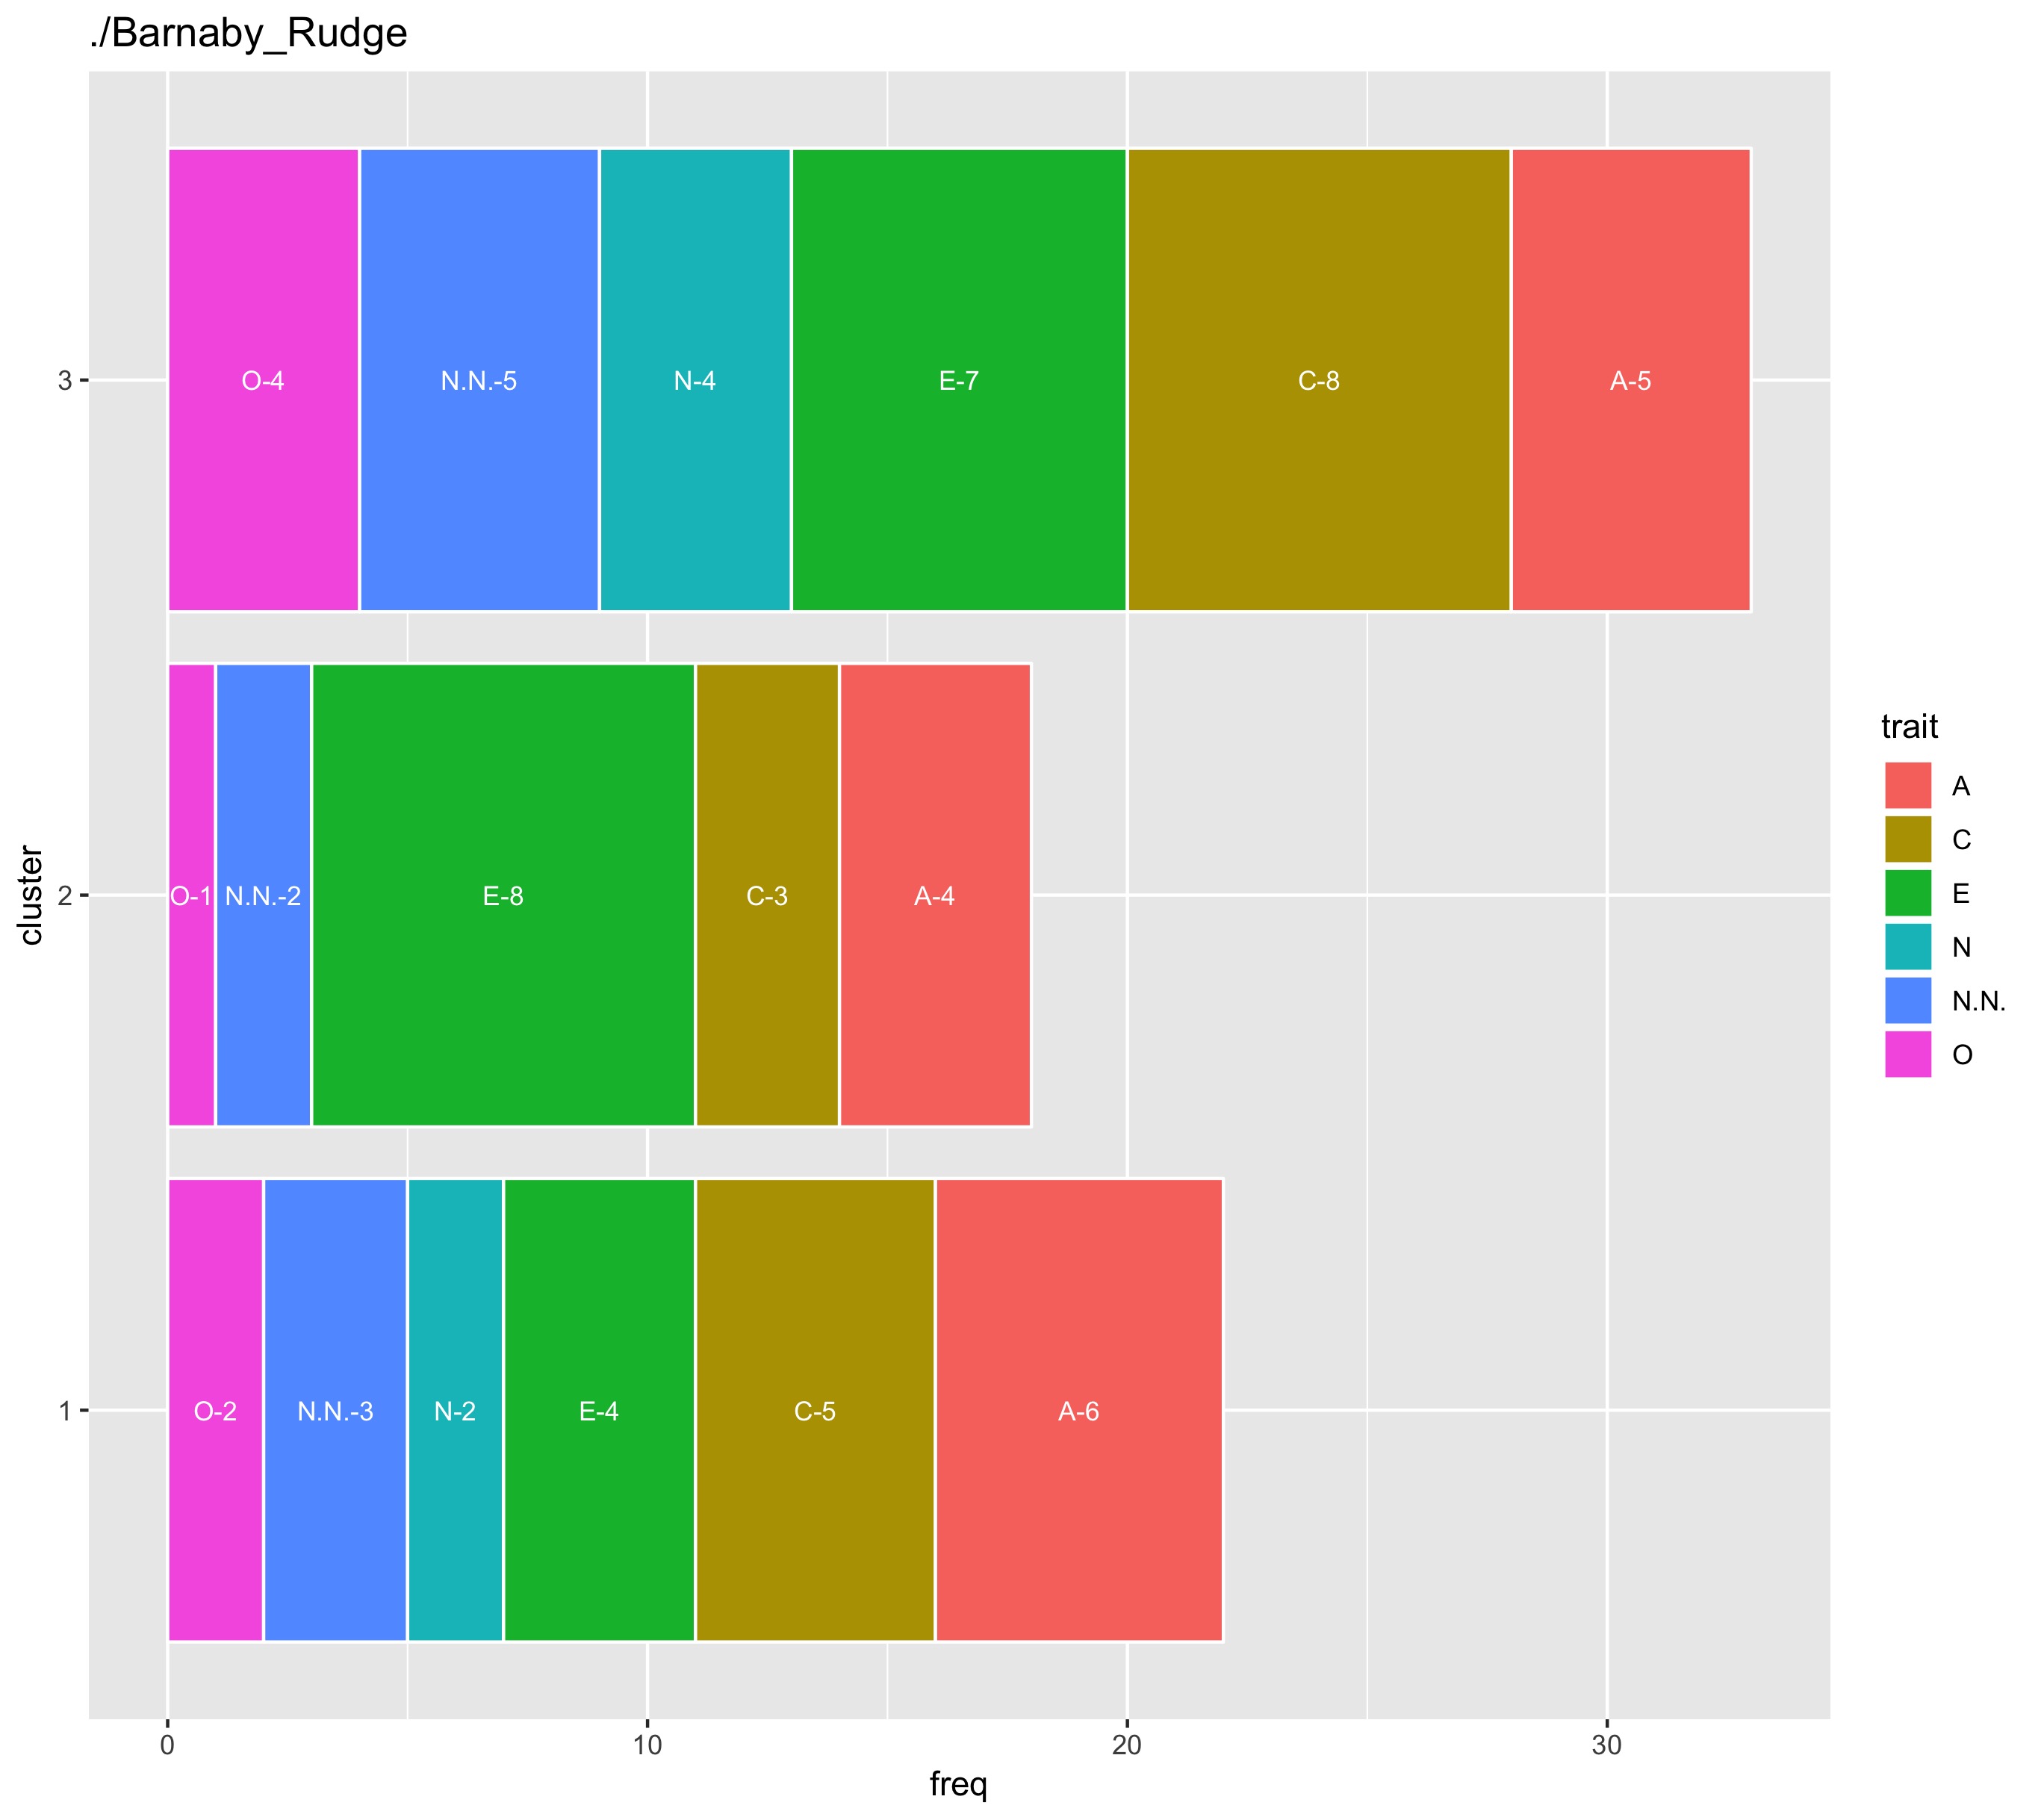 ./Barnaby_Rudge
3
O-4 N.N.-5 N-4 E-7 C-8 A-5
2
O-1 N.N.-2 E-8 C-3 A-4
1
O-2 N.N.-3 N-2 E-4 C-5 A-6
cluster
0 10 20 30
freq
trait
A
C
E
N
N.N.
O